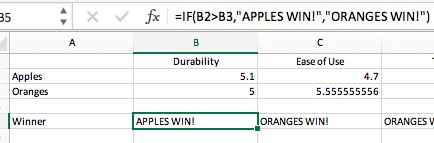 B5 fx =IF(B2>B3,"APPLES WIN!","ORANGES WIN!")
A B C
Durability Ease of Use
Apples 5.1 4.7
Oranges 5 5.555555556
Winner APPLES WIN! ORANGES WIN! ORANGES